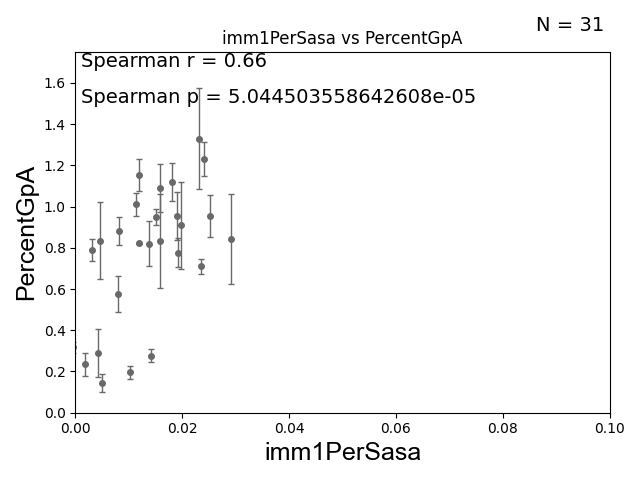 N = 31
imm1PerSasa vs PercentGpA
Spearman r = 0.66
Spearman p = 5.044503558642608e-05
PercentGpA
1.6
1.4
1.2
1.0
0.8
0.6
0.4
0.2
0.0
0.00 0.02 0.04 0.06 0.08 0.10
imm1PerSasa